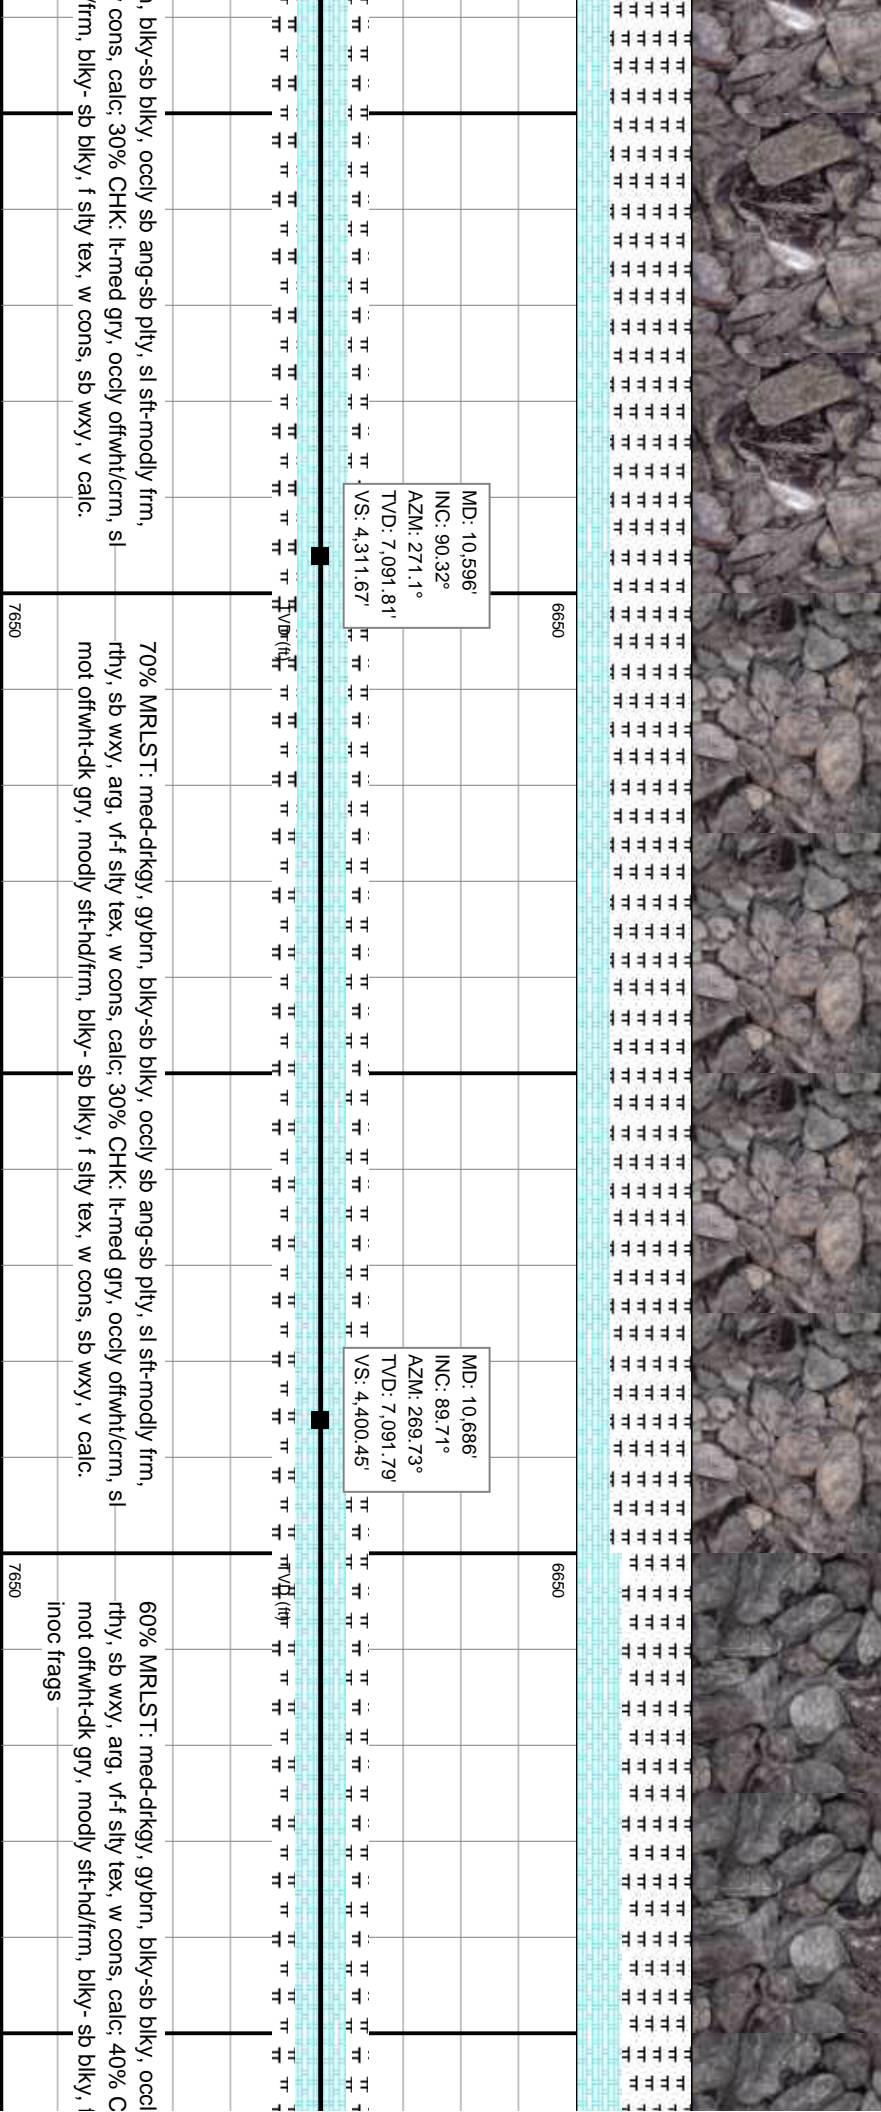 , blky-sb blky, occly sb ang-sb plty, sl sft-modly frm,
cons, calc; 30% CHK: lt-med gry, occly offwht/crm, sl
/frm, blky- sb blky, f slty tex, w cons, sb wxy, v calc.
MD: 10,596'
INC: 90.32°
AZM: 271.1°
TVD: 7,091.81'
VS: 4,311.67'
6650
TVD (ft)
7650
70% MRLST: med-drkgy, gybrn, blky-sb blky, occly sb ang-sb plty, sl sft-modly frm,
rthy, sb wxy, arg, vf-f slty tex, w cons, calc; 30% CHK: lt-med gry, occly offwht/crm, sl
mot offwht-dk gry, modly sft-hd/frm, blky- sb blky, f slty tex, w cons, sb wxy, v calc.
MD: 10,686'
INC: 89.71°
AZM: 269.73°
TVD: 7,091.79'
VS: 4,400.45'
6650
TVD (ft)
7650
60% MRLST: med-drkgy, gybrn, blky-sb blky, occl
rthy, sb wxy, arg, vf-f slty tex, w cons, calc; 40% C
mot offwht-dk gry, modly sft-hd/frm, blky- sb blky,
inoc frags